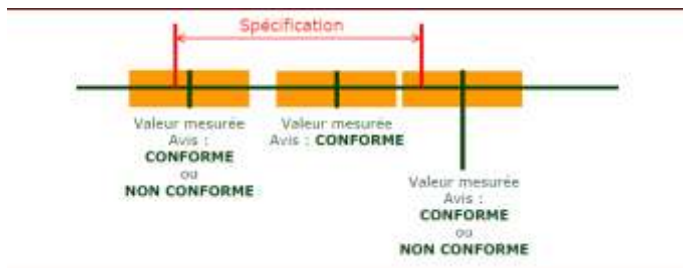 Spécification
Valeur mesurée
Avis :
CONFORME
ou
NON CONFORME
Valeur mesurée
Avis : CONFORME
Valeur mesurée
Avis :
CONFORME
ou
NON CONFORME